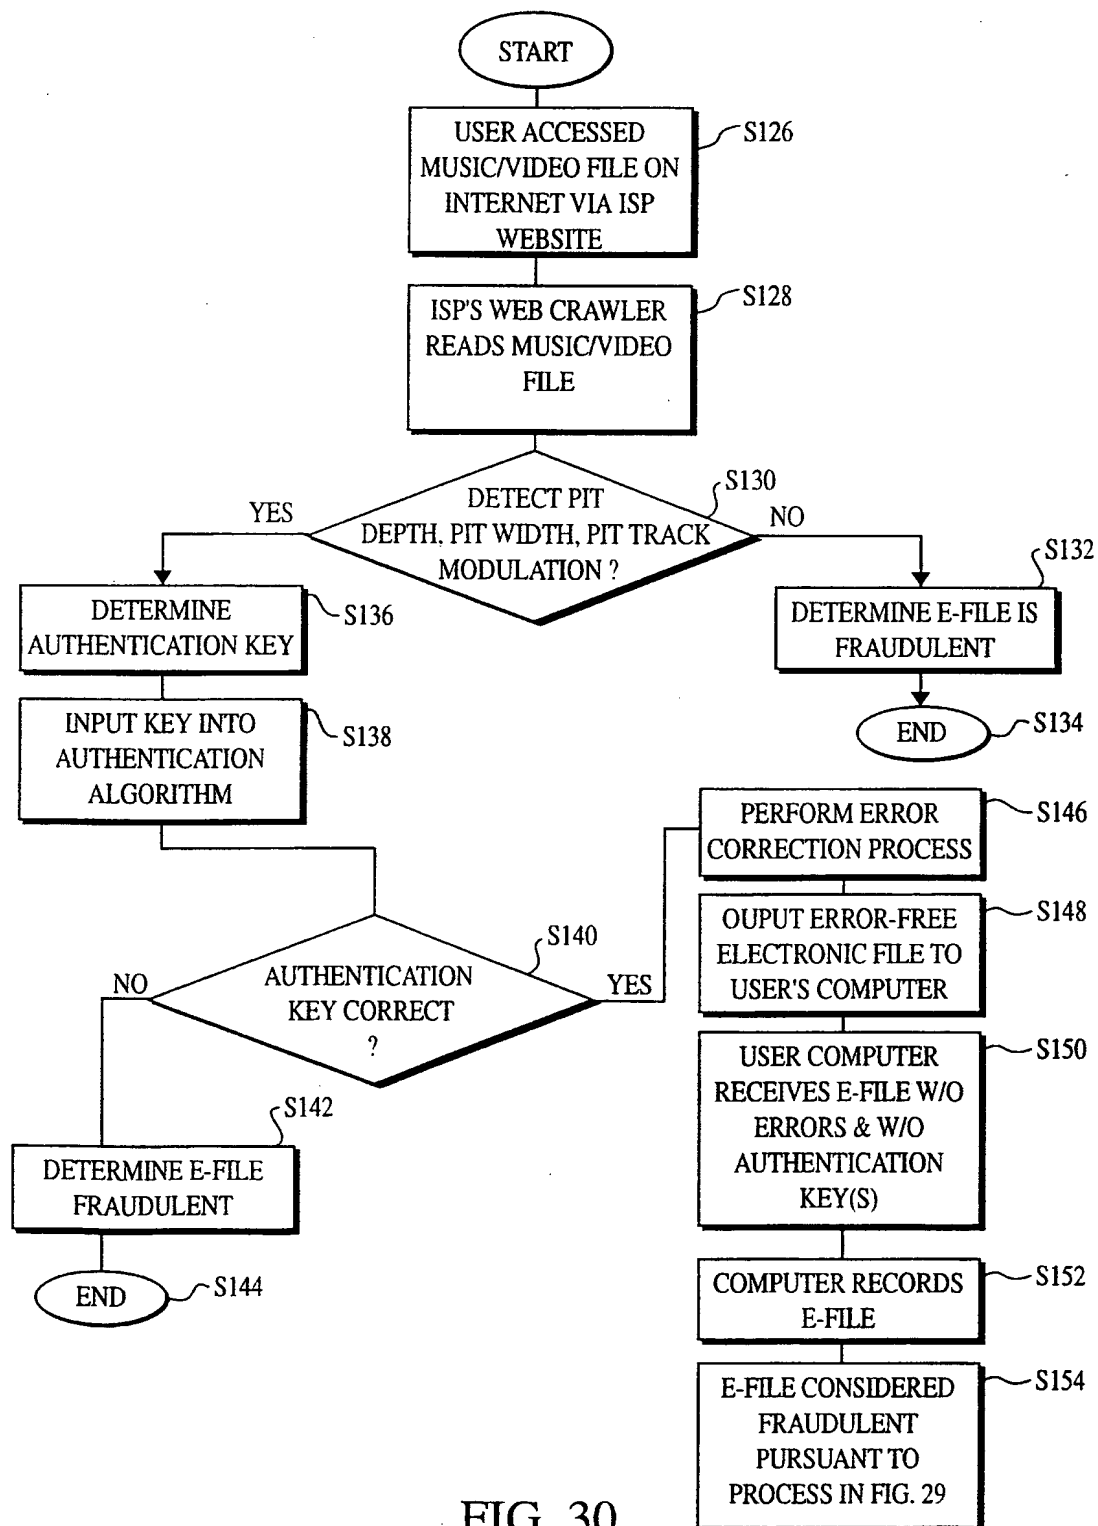 START
USER ACCESSED
MUSIC/VIDEO FILE ON
INTERNET VIA ISP
WEBSITE
S126
ISP'S WEB CRAWLER
READS MUSIC/VIDEO
FILE
S128
DETECT PIT
DEPTH, PIT WIDTH, PIT TRACK
MODULATION ?
S130
YES
NO
S132
DETERMINE E-FILE IS
FRAUDULENT
END
S134
DETERMINE
AUTHENTICATION KEY
S136
INPUT KEY INTO
AUTHENTICATION
ALGORITHM
S138
AUTHENTICATION
KEY CORRECT
?
S140
NO
YES
S142
DETERMINE E-FILE
FRAUDULENT
END
S144
PERFORM ERROR
CORRECTION PROCESS
S146
OUPUT ERROR-FREE
ELECTRONIC FILE TO
USER'S COMPUTER
S148
USER COMPUTER
RECEIVES E-FILE W/O
ERRORS & W/O
AUTHENTICATION
KEY(S)
S150
COMPUTER RECORDS
E-FILE
S152
E-FILE CONSIDERED
FRAUDULENT
PURSUANT TO
PROCESS IN FIG. 29
S154
FIG. 30